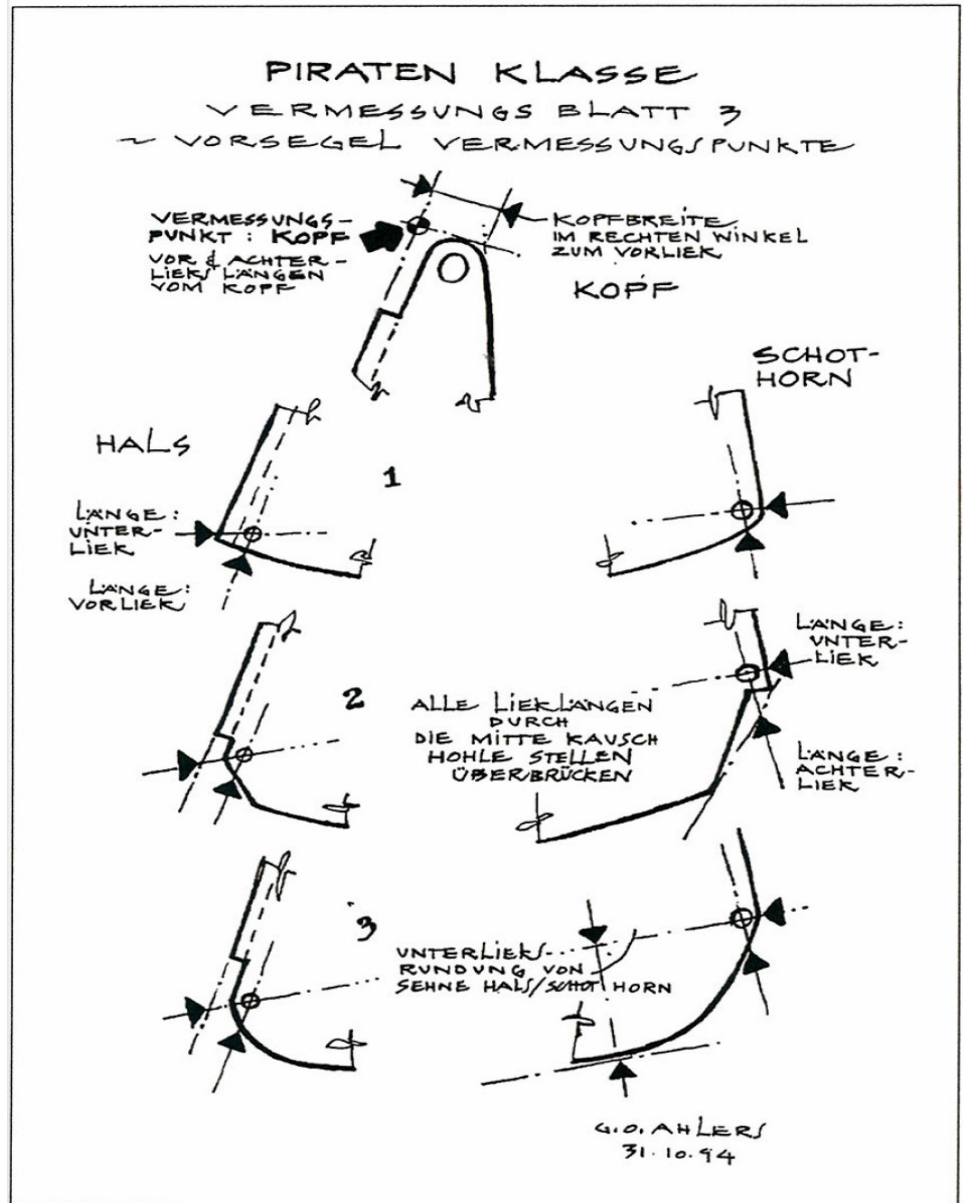 PIRATEN KLASSE
VERMESSUNGS BLATT 3
~ VORSEGEL VERMESSUNGSPUNKTE
VERMESSUNGS-
PUNKT : KOPF
VOR & ACHTER-
LIEKS LÄNGEN
VOM KOPF
KOPFBREITE
IM RECHTEN WINKEL
ZUM VORLIEK
KOPF
SCHOT-
HORN
HALS
1
LÄNGE:
UNTER-
LIEK
LÄNGE:
VORLIEK
LÄNGE:
UNTER-
LIEK
2
ALLE LIEKLÄNGEN
DURCH
DIE MITTE KAUSCH
HOHLE STELLEN
ÜBERBRÜCKEN
LÄNGE:
ACHTER-
LIEK
3
UNTERLIEKS-
RUNDUNG VON
SEHNE HALS/SCHOT HORN
G.O. AHLERS
31.10.94